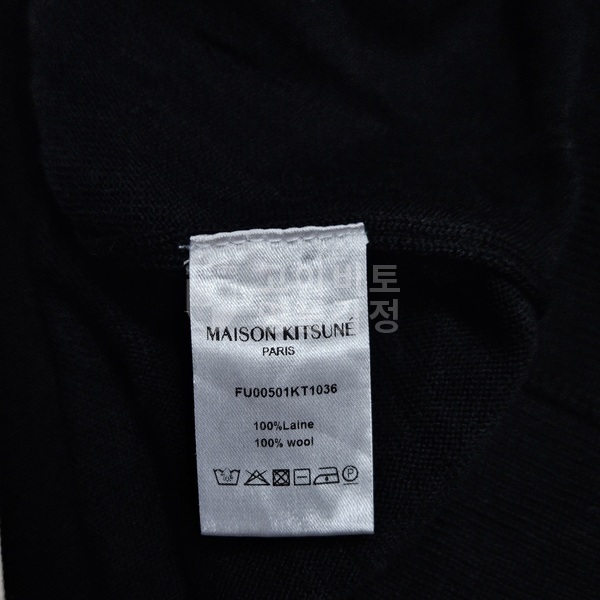 MAISON KITSUNÉ
PARIS
FU00501KT1036
100%Laine
100% wool